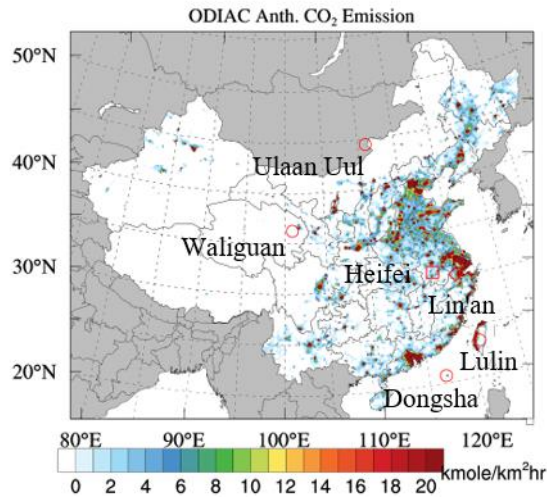 ODIAC Anth. CO₂ Emission
50°N
Ulaan Uul
40°N
Waliguan
Heifei
30°N
Lin'an
Lulin
20°N
Dongsha
80°E 90°E 100°E 110°E 120°E
0 2 4 6 8 10 12 14 16 18 20 kmole/km²hr